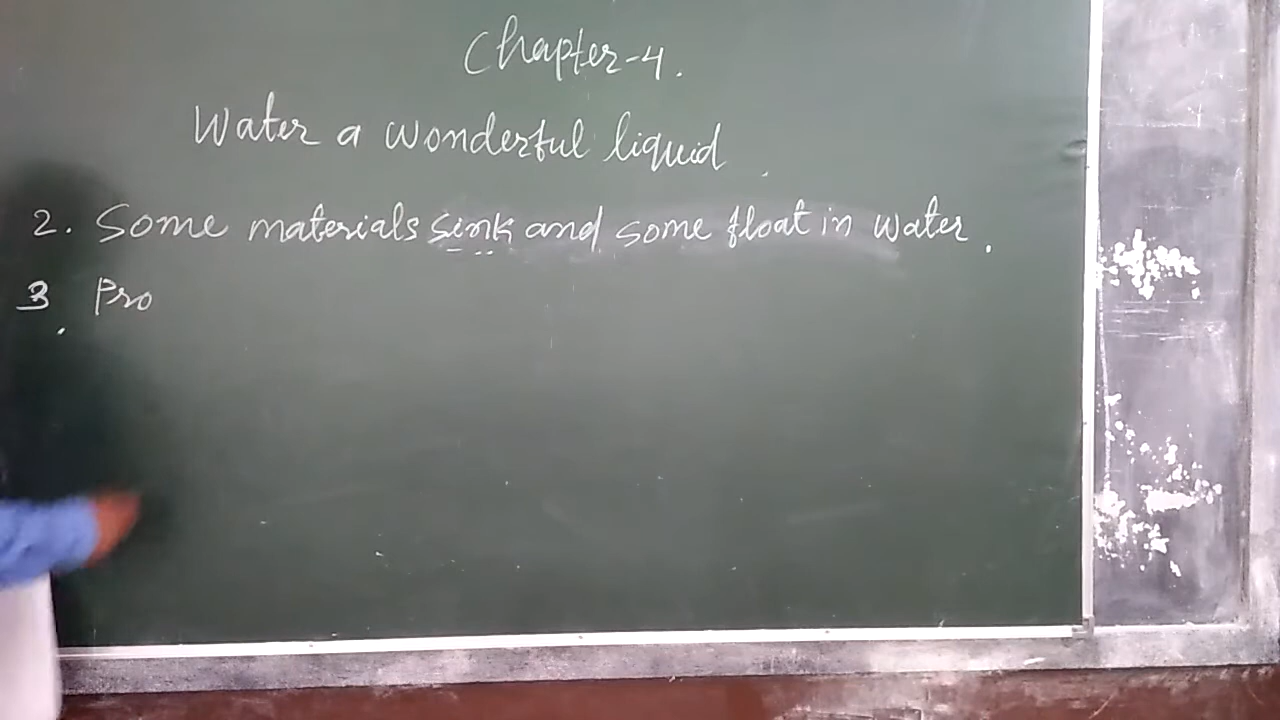 Chapter-4.
Water a wonderful liquid.
2. Some materials sink and some float in water.
3. Pro